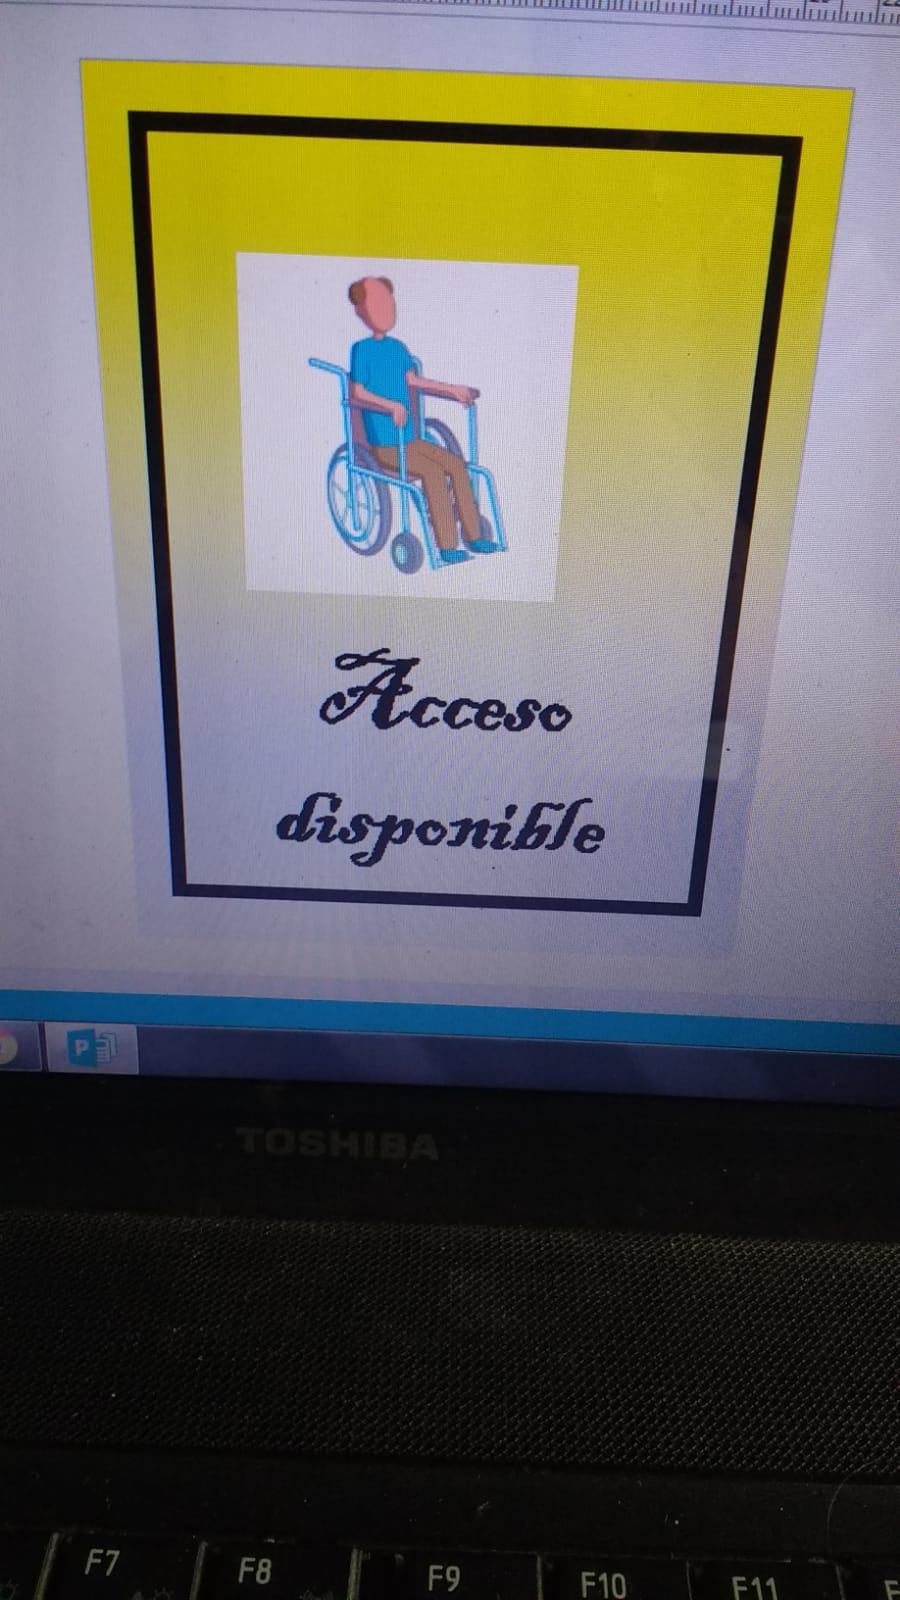 Acceso
disponible
P
TOSHIBA
F7
F8
F9
F10
F11